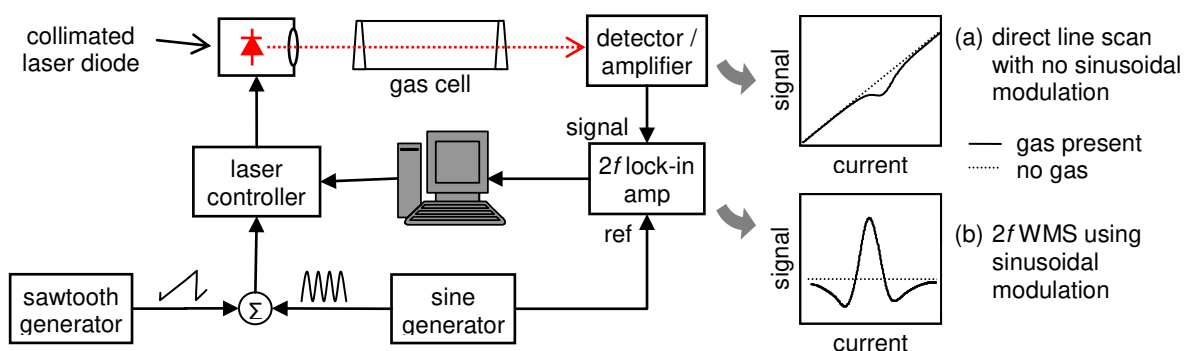 collimated
laser diode
gas cell
detector /
amplifier
signal
laser
controller
2f lock-in
amp
ref
sawtooth
generator
Σ
sine
generator
signal
current
(a) direct line scan
with no sinusoidal
modulation
gas present
no gas
signal
current
(b) 2f WMS using
sinusoidal
modulation